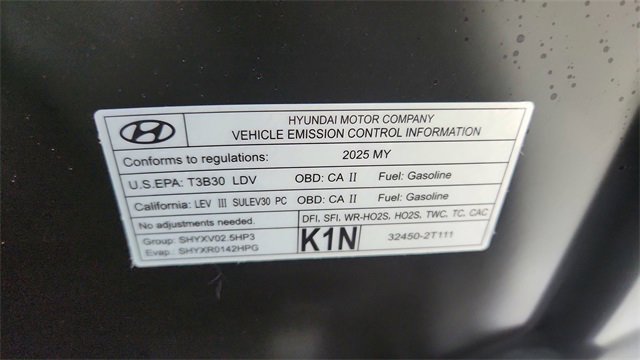 HYUNDAI MOTOR COMPANY
VEHICLE EMISSION CONTROL INFORMATION
Conforms to regulations: 2025 MY
U.S.EPA: T3B30 LDV OBD: CA II Fuel: Gasoline
California: LEV III SULEV30 PC OBD: CA II Fuel: Gasoline
No adjustments needed. DFI, SFI, WR-HO2S, HO2S, TWC, TC, CAC
Group: SHYXV02.5HP3
Evap.: SHYXR0142HPG
K1N 32450-2T111